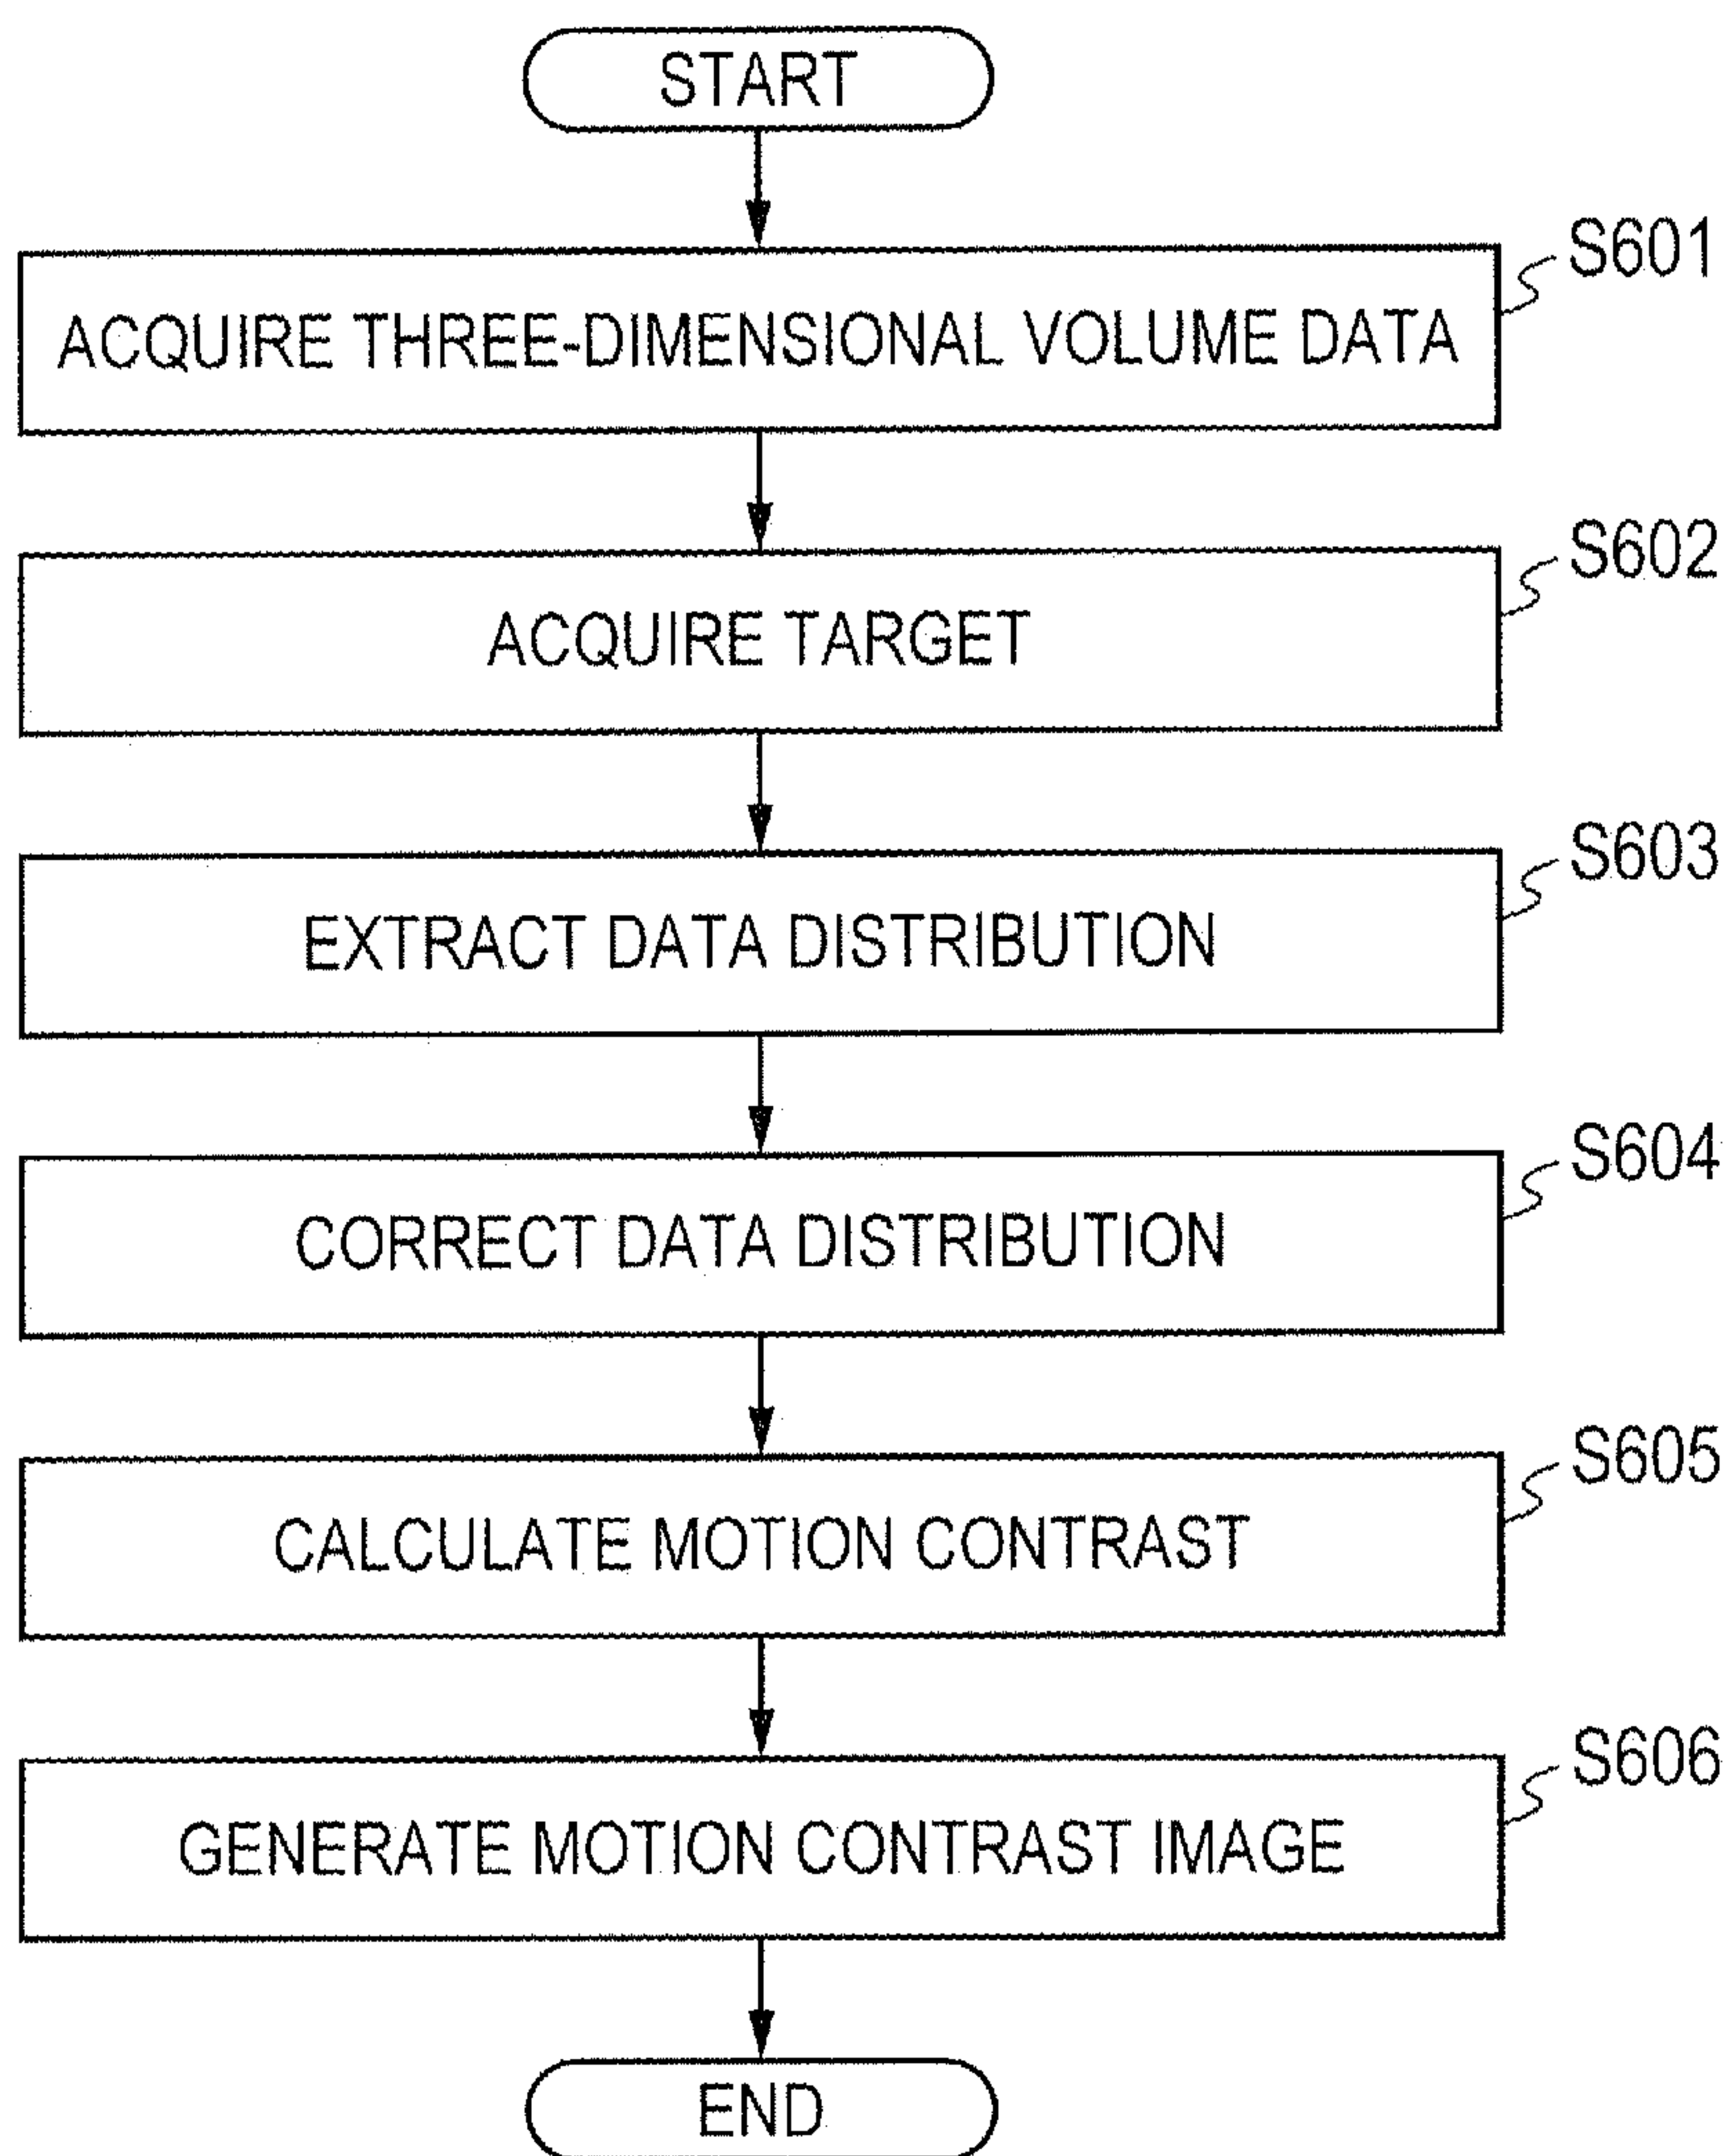 START
S601
ACQUIRE THREE-DIMENSIONAL VOLUME DATA
S602
ACQUIRE TARGET
S603
EXTRACT DATA DISTRIBUTION
S604
CORRECT DATA DISTRIBUTION
S605
CALCULATE MOTION CONTRAST
S606
GENERATE MOTION CONTRAST IMAGE
END